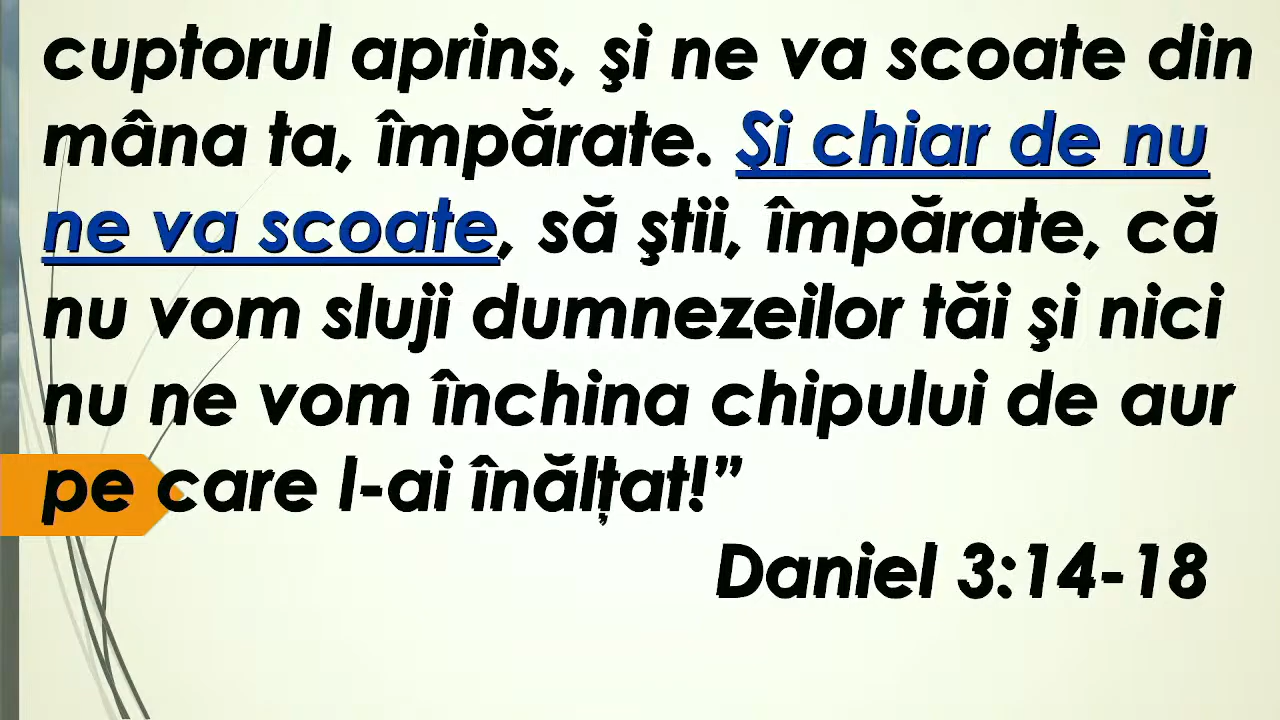 cuptorul aprins, şi ne va scoate din
mâna ta, împărate. Şi chiar de nu
ne va scoate, să ştii, împărate, că
nu vom sluji dumnezeilor tăi şi nici
nu ne vom închina chipului de aur
pe care l-ai înălţat!”
Daniel 3:14-18